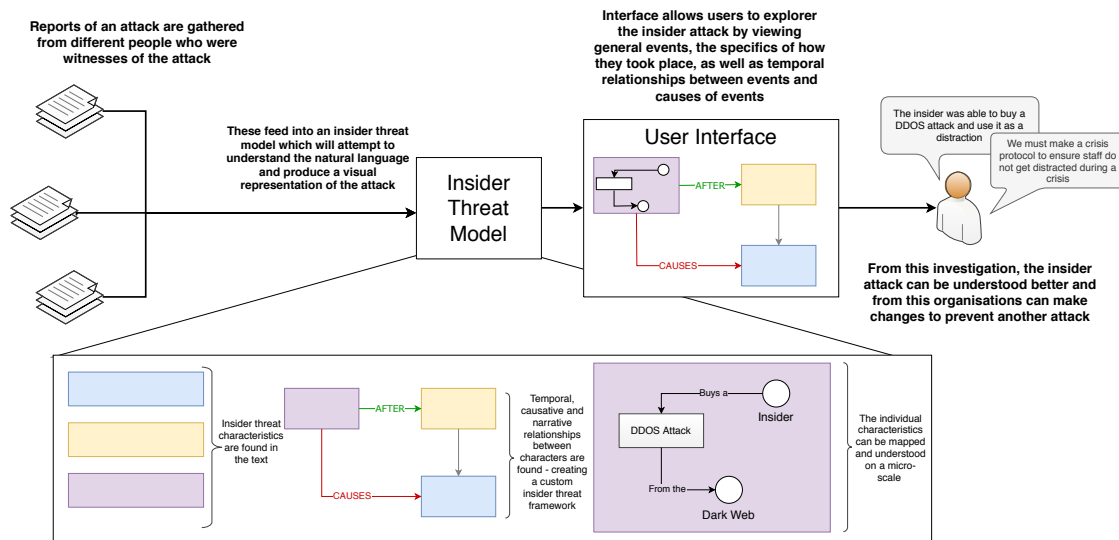 Reports of an attack are gathered
from different people who were
witnesses of the attack
These feed into an insider threat
model which will attempt to
understand the natural language
and produce a visual
representation of the attack
Insider
Threat
Model
Interface allows users to explorer
the insider attack by viewing
general events, the specifics of how
they took place, as well as temporal
relationships between events and
causes of events
User Interface
AFTER
CAUSES
The insider was able to buy a
DDOS attack and use it as a
distraction
We must make a crisis
protocol to ensure staff do
not get distracted during a
crisis
From this investigation, the insider
attack can be understood better and
from this organisations can make
changes to prevent another attack
Insider threat
characteristics
are found in
the text
AFTER
CAUSES
Temporal,
causative and
narrative
relationships
between
characters are
found - creating
a custom
insider threat
framework
Buys a
Insider
DDOS Attack
From the
Dark Web
The individual
characteristics
can be mapped
and understood
on a micro-
scale